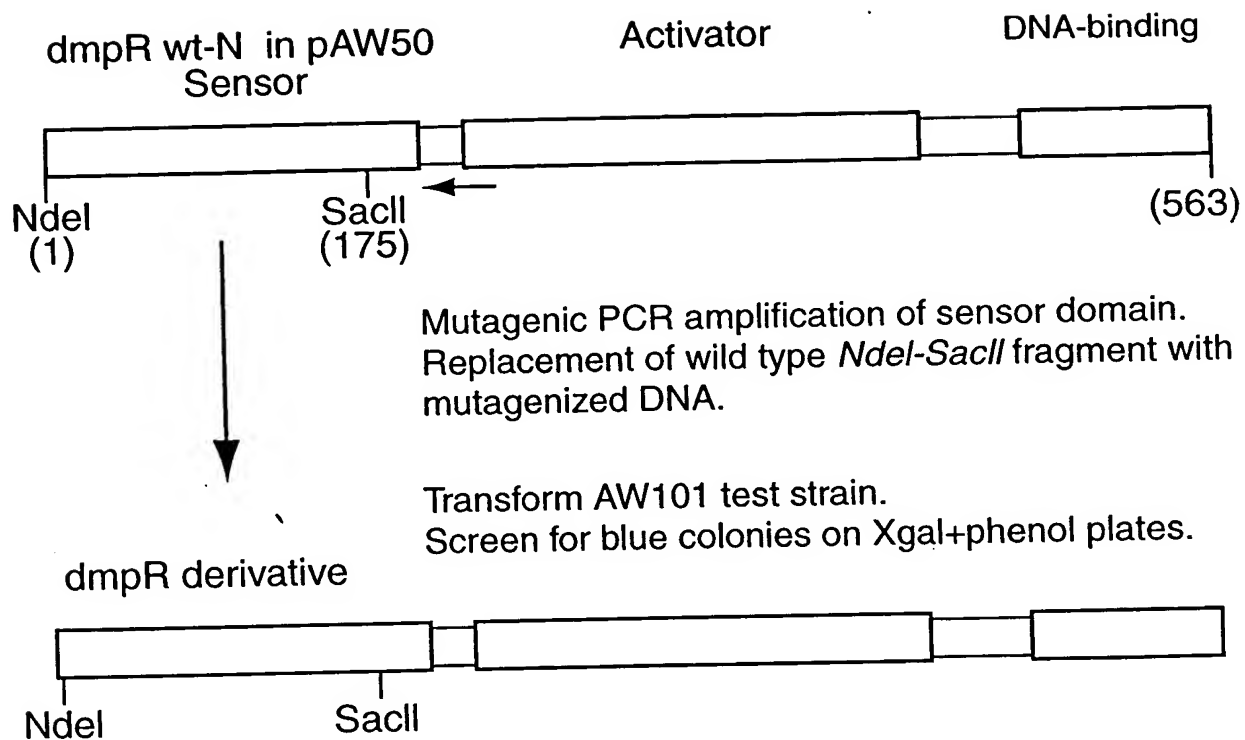 dmpR wt-N in pAW50
Sensor
Activator
DNA-binding
NdeI
(1)
SacII
(175)
(563)
Mutagenic PCR amplification of sensor domain.
Replacement of wild type NdeI-SacII fragment with
mutagenized DNA.
Transform AW101 test strain.
Screen for blue colonies on Xgal+phenol plates.
dmpR derivative
NdeI
SacII